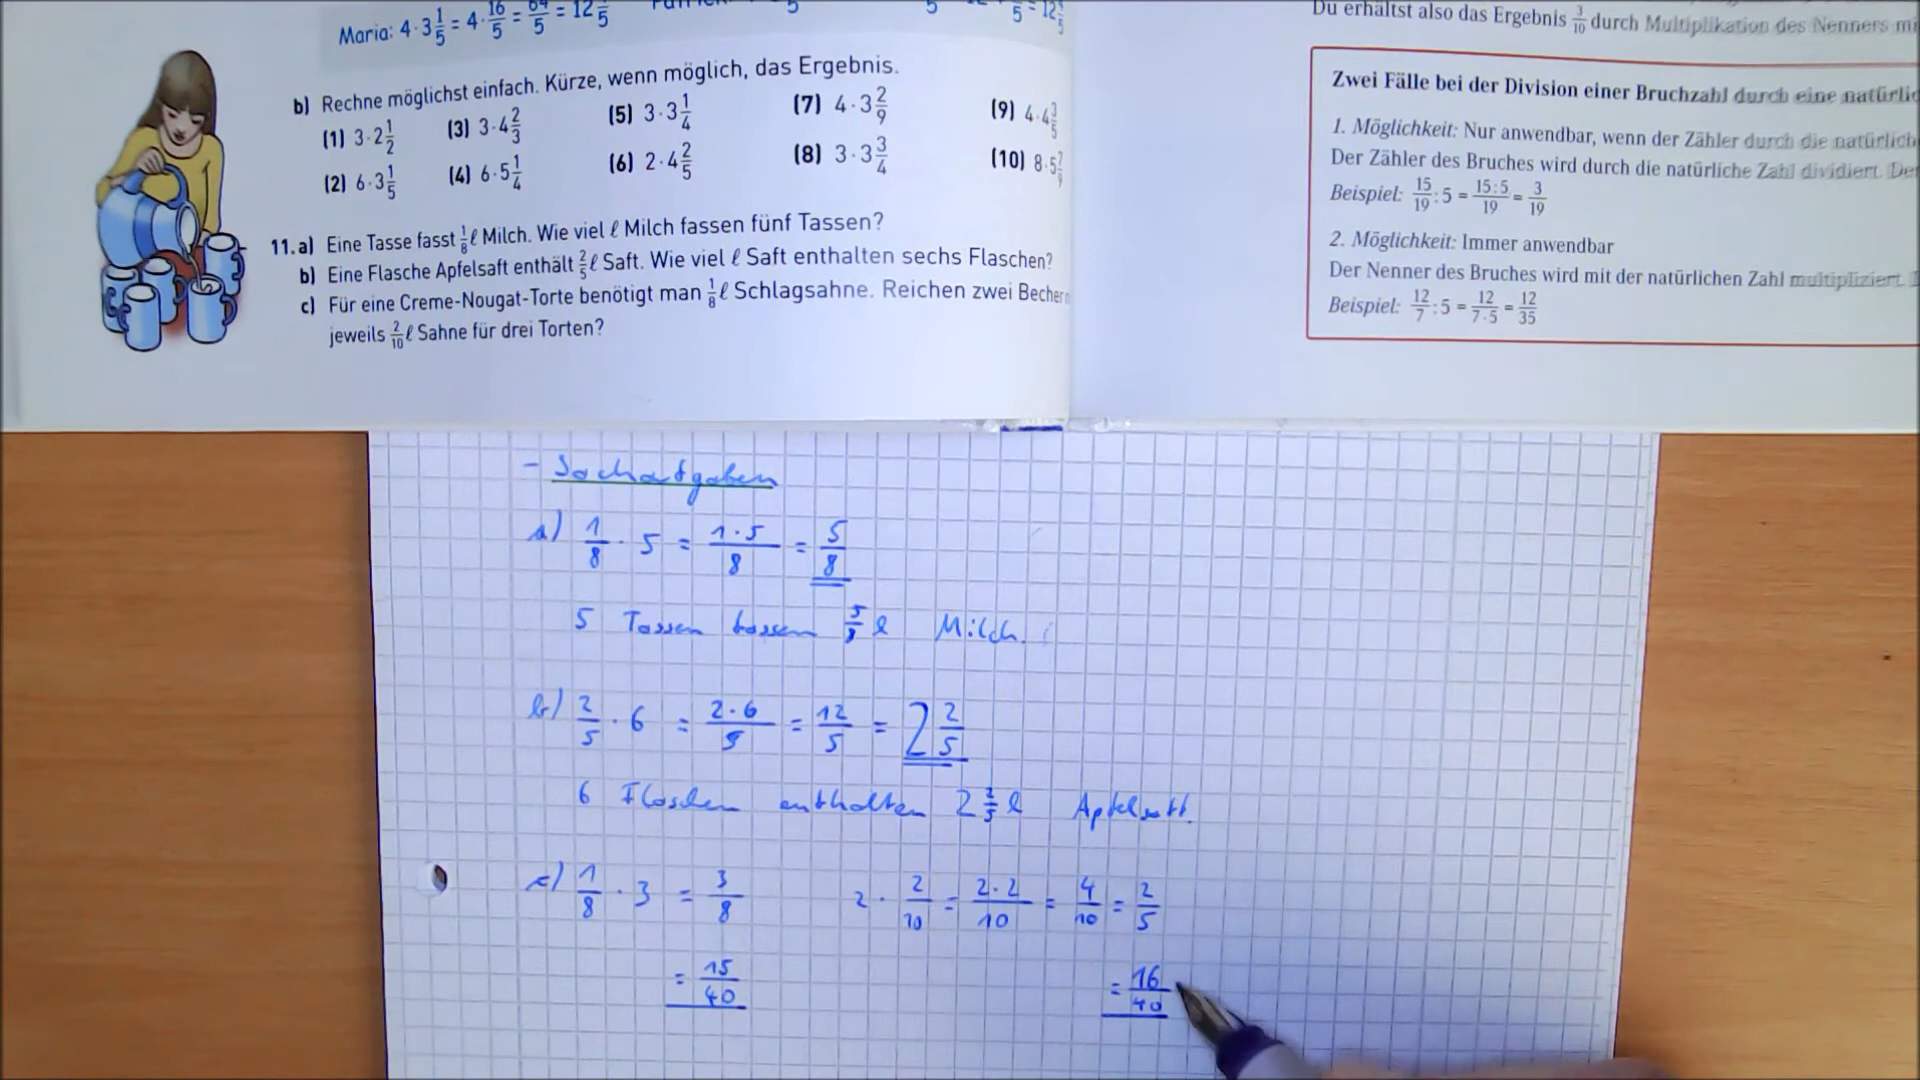 Maria: 4 · 3 1/5 = 4 · 16/5 = 64/5 = 12 4/5
b) Rechne möglichst einfach. Kürze, wenn möglich, das Ergebnis.
(1) 3 · 2 1/2 (3) 3 · 4 2/3 (5) 3 · 3 1/4 (7) 4 · 3 2/9 (9) 4 · 4 3/5
(2) 6 · 3 1/5 (4) 6 · 5 1/4 (6) 2 · 4 2/5 (8) 3 · 3 3/4 (10) 8 · 5 7/9
11. a) Eine Tasse fasst 1/8 ℓ Milch. Wie viel ℓ Milch fassen fünf Tassen?
b) Eine Flasche Apfelsaft enthält 2/5 ℓ Saft. Wie viel ℓ Saft enthalten sechs Flaschen?
c) Für eine Creme-Nougat-Torte benötigt man 1/8 ℓ Schlagsahne. Reichen zwei Becher
jeweils 2/10 ℓ Sahne für drei Torten?
Du erhältst also das Ergebnis 3/10 durch Multiplikation des Nenners mi
Zwei Fälle bei der Division einer Bruchzahl durch eine natürlic
1. Möglichkeit: Nur anwendbar, wenn der Zähler durch die natürlich
Der Zähler des Bruches wird durch die natürliche Zahl dividiert. De
Beispiel: 15/19 : 5 = 15:5/19 = 3/19
2. Möglichkeit: Immer anwendbar
Der Nenner des Bruches wird mit der natürlichen Zahl multipliziert.
Beispiel: 12/7 : 5 = 12/7·5 = 12/35
- Sachaufgaben
a) 1/8 · 5 = 1·5/8 = 5/8
5 Tassen fassen 5/8 ℓ Milch.
b) 2/5 · 6 = 2·6/5 = 12/5 = 2 2/5
6 Flaschen enthalten 2 2/5 ℓ Apfelsaft.
c) 1/8 · 3 = 3/8 2 · 2/10 = 2·2/10 = 4/10 = 2/5
= 15/40 = 16/40